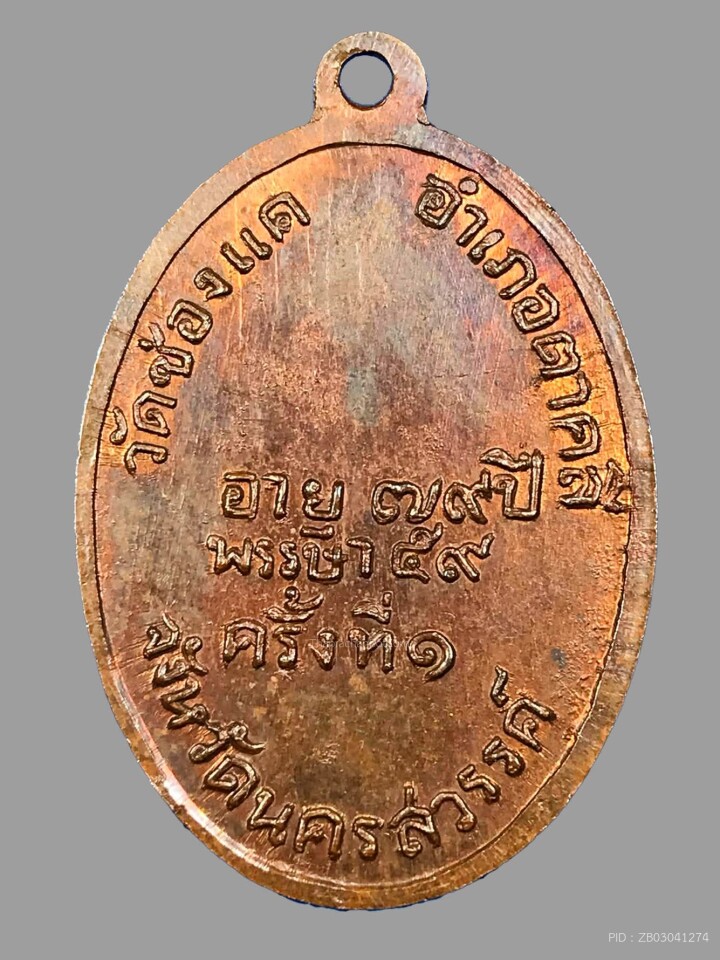 วัดช่องแด
อำเภอตาคลี
อายุ ๗๙ปี
พรรษา ๕๙
ครั้งที่๑
จังหวัดนครสวรรค์
PID : ZB03041274